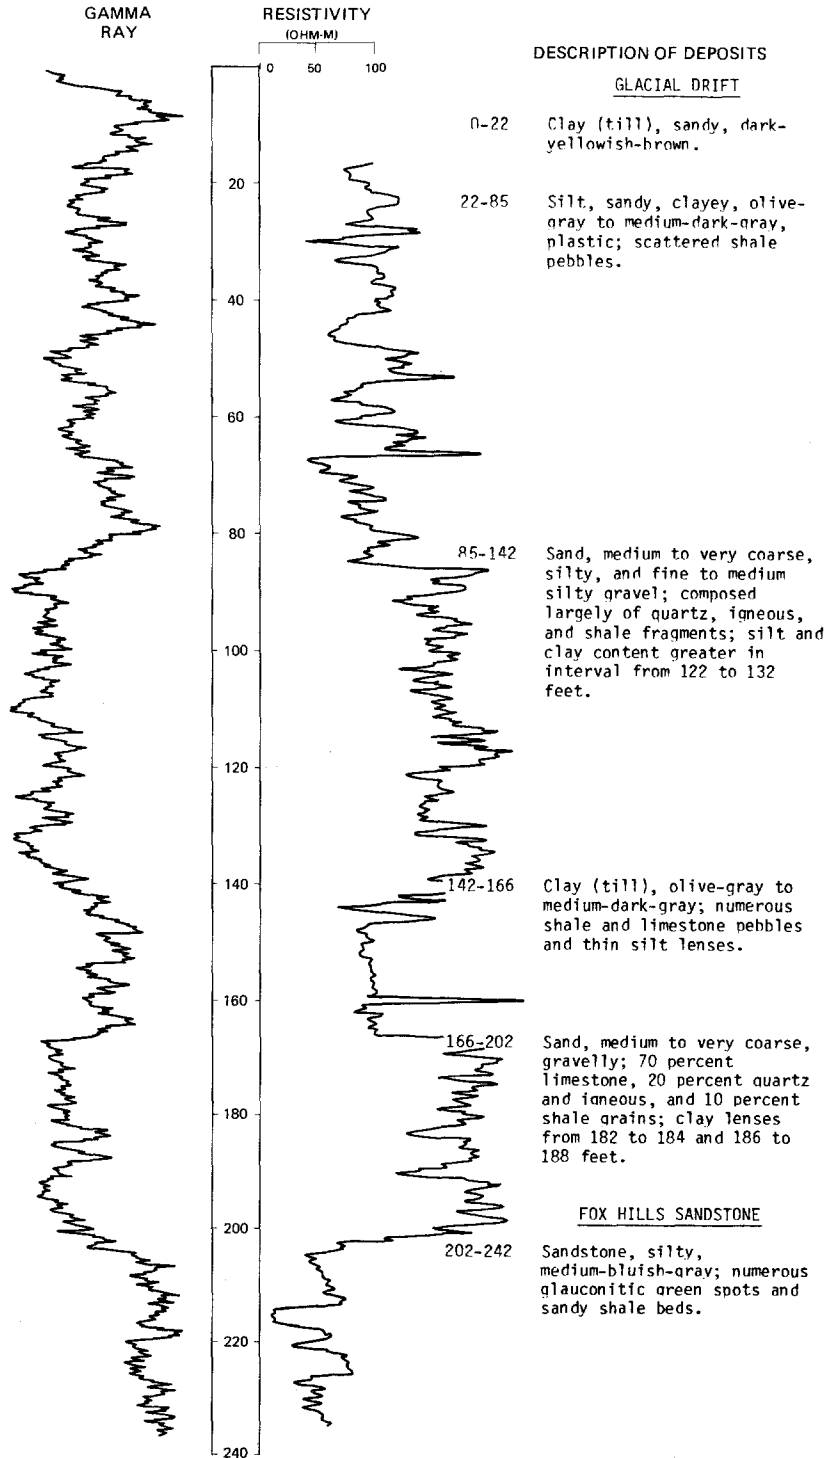 GAMMA
RAY
RESISTIVITY
(OHM-M)
0 50 100
DESCRIPTION OF DEPOSITS
GLACIAL DRIFT
0-22 Clay (till), sandy, dark-
yellowish-brown.
20
22-85 Silt, sandy, clayey, olive-
gray to medium-dark-gray,
plastic; scattered shale
pebbles.
40
60
80
85-142 Sand, medium to very coarse,
silty, and fine to medium
silty gravel; composed
largely of quartz, igneous,
and shale fragments; silt and
clay content greater in
interval from 122 to 132
feet.
100
120
140
142-166 Clay (till), olive-gray to
medium-dark-gray; numerous
shale and limestone pebbles
and thin silt lenses.
160
166-202 Sand, medium to very coarse,
gravelly; 70 percent
limestone, 20 percent quartz
and igneous, and 10 percent
shale grains; clay lenses
from 182 to 184 and 186 to
188 feet.
180
200
FOX HILLS SANDSTONE
202-242 Sandstone, silty,
medium-bluish-gray; numerous
glauconitic green spots and
sandy shale beds.
220
240